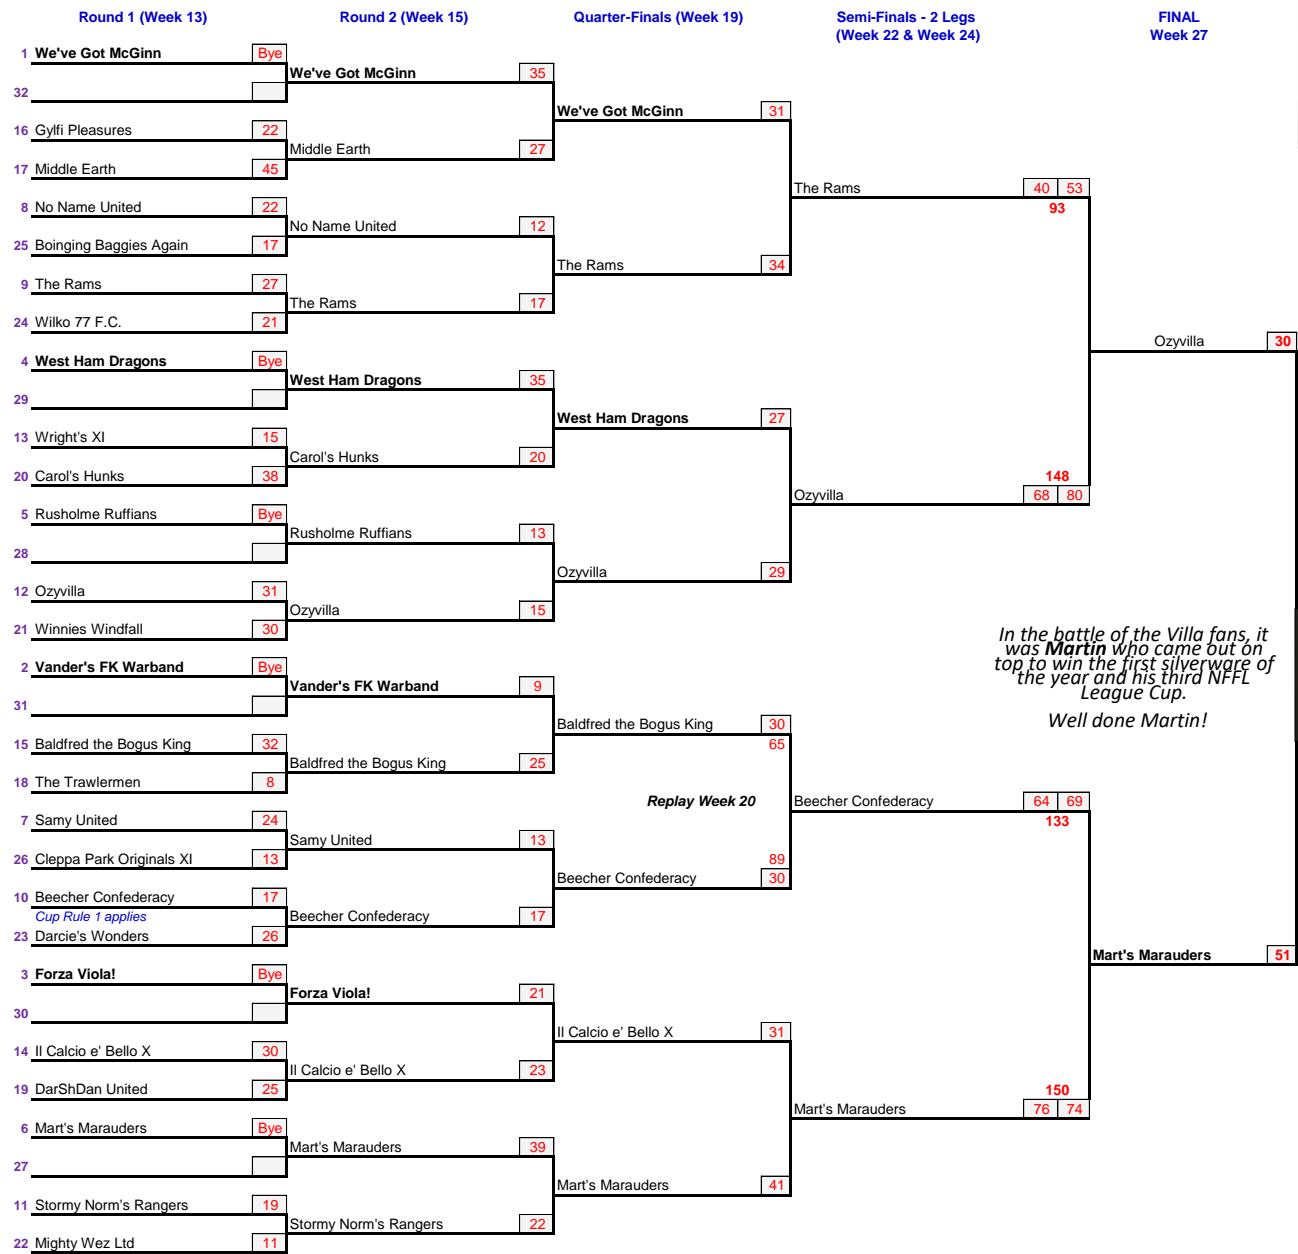 Round 1 (Week 13)
Round 2 (Week 15)
Quarter-Finals (Week 19)
Semi-Finals - 2 Legs
(Week 22 & Week 24)
FINAL
Week 27
1 We've Got McGinn Bye
32
16 Gylfi Pleasures 22
17 Middle Earth 45
8 No Name United 22
25 Boinging Baggies Again 17
9 The Rams 27
24 Wilko 77 F.C. 21
4 West Ham Dragons Bye
29
13 Wright's XI 15
20 Carol's Hunks 38
5 Rusholme Ruffians Bye
28
12 Ozyvilla 31
21 Winnies Windfall 30
2 Vander's FK Warband Bye
31
15 Baldfred the Bogus King 32
18 The Trawlermen 8
7 Samy United 24
26 Cleppa Park Originals XI 13
10 Beecher Confederacy 17
Cup Rule 1 applies
23 Darcie's Wonders 26
3 Forza Viola! Bye
30
14 Il Calcio e' Bello X 30
19 DarShDan United 25
6 Mart's Marauders Bye
27
11 Stormy Norm's Rangers 19
22 Mighty Wez Ltd 11
We've Got McGinn 35
Middle Earth 27
No Name United 12
The Rams 17
West Ham Dragons 35
Carol's Hunks 20
Rusholme Ruffians 13
Ozyvilla 15
Vander's FK Warband 9
Baldfred the Bogus King 25
Samy United 13
Beecher Confederacy 17
Forza Viola! 21
Il Calcio e' Bello X 23
Mart's Marauders 39
Stormy Norm's Rangers 22
We've Got McGinn 31
The Rams 34
West Ham Dragons 27
Ozyvilla 29
Baldfred the Bogus King 30
65
Replay Week 20
89
Beecher Confederacy 30
Il Calcio e' Bello X 31
Mart's Marauders 41
The Rams 40 53
93
148
Ozyvilla 68 80
Beecher Confederacy 64 69
133
150
Mart's Marauders 76 74
Ozyvilla 30
In the battle of the Villa fans, it
was Martin who came out on
top to win the first silverware of
the year and his third NFFL
League Cup.
Well done Martin!
Mart's Marauders 51